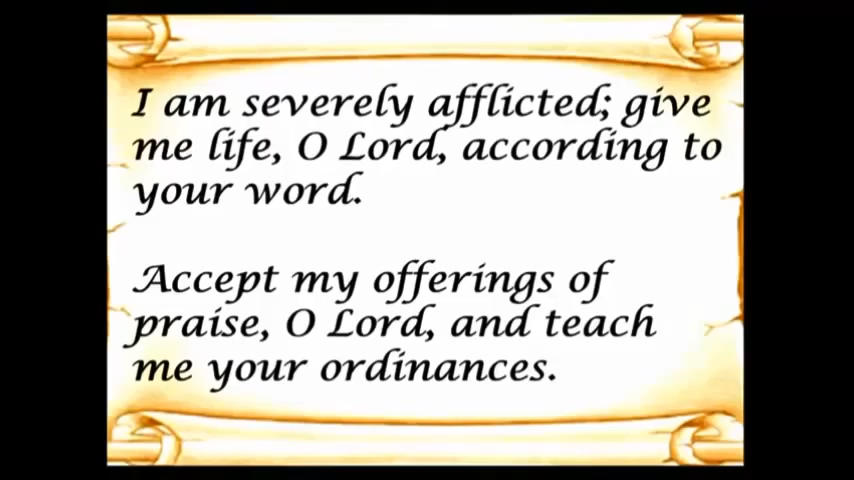 I am severely afflicted; give
me life, O Lord, according to
your word.
Accept my offerings of
praise, O Lord, and teach
me your ordinances.